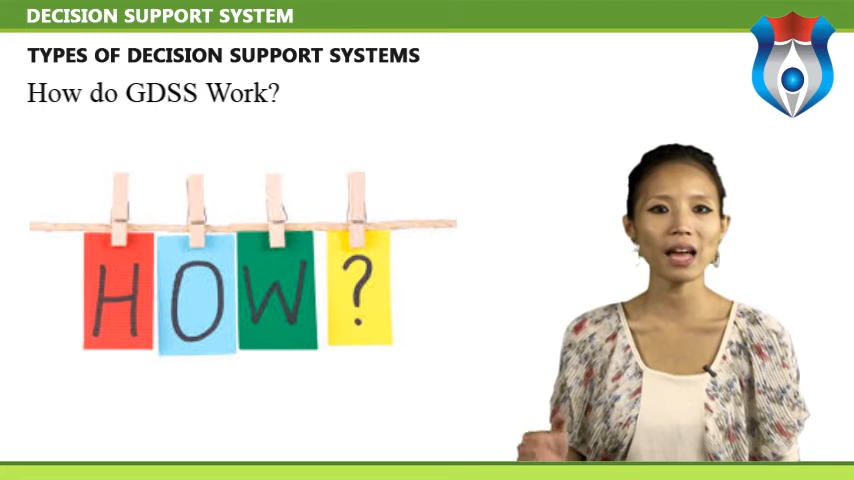 DECISION SUPPORT SYSTEM
TYPES OF DECISION SUPPORT SYSTEMS
How do GDSS Work?
HOW?